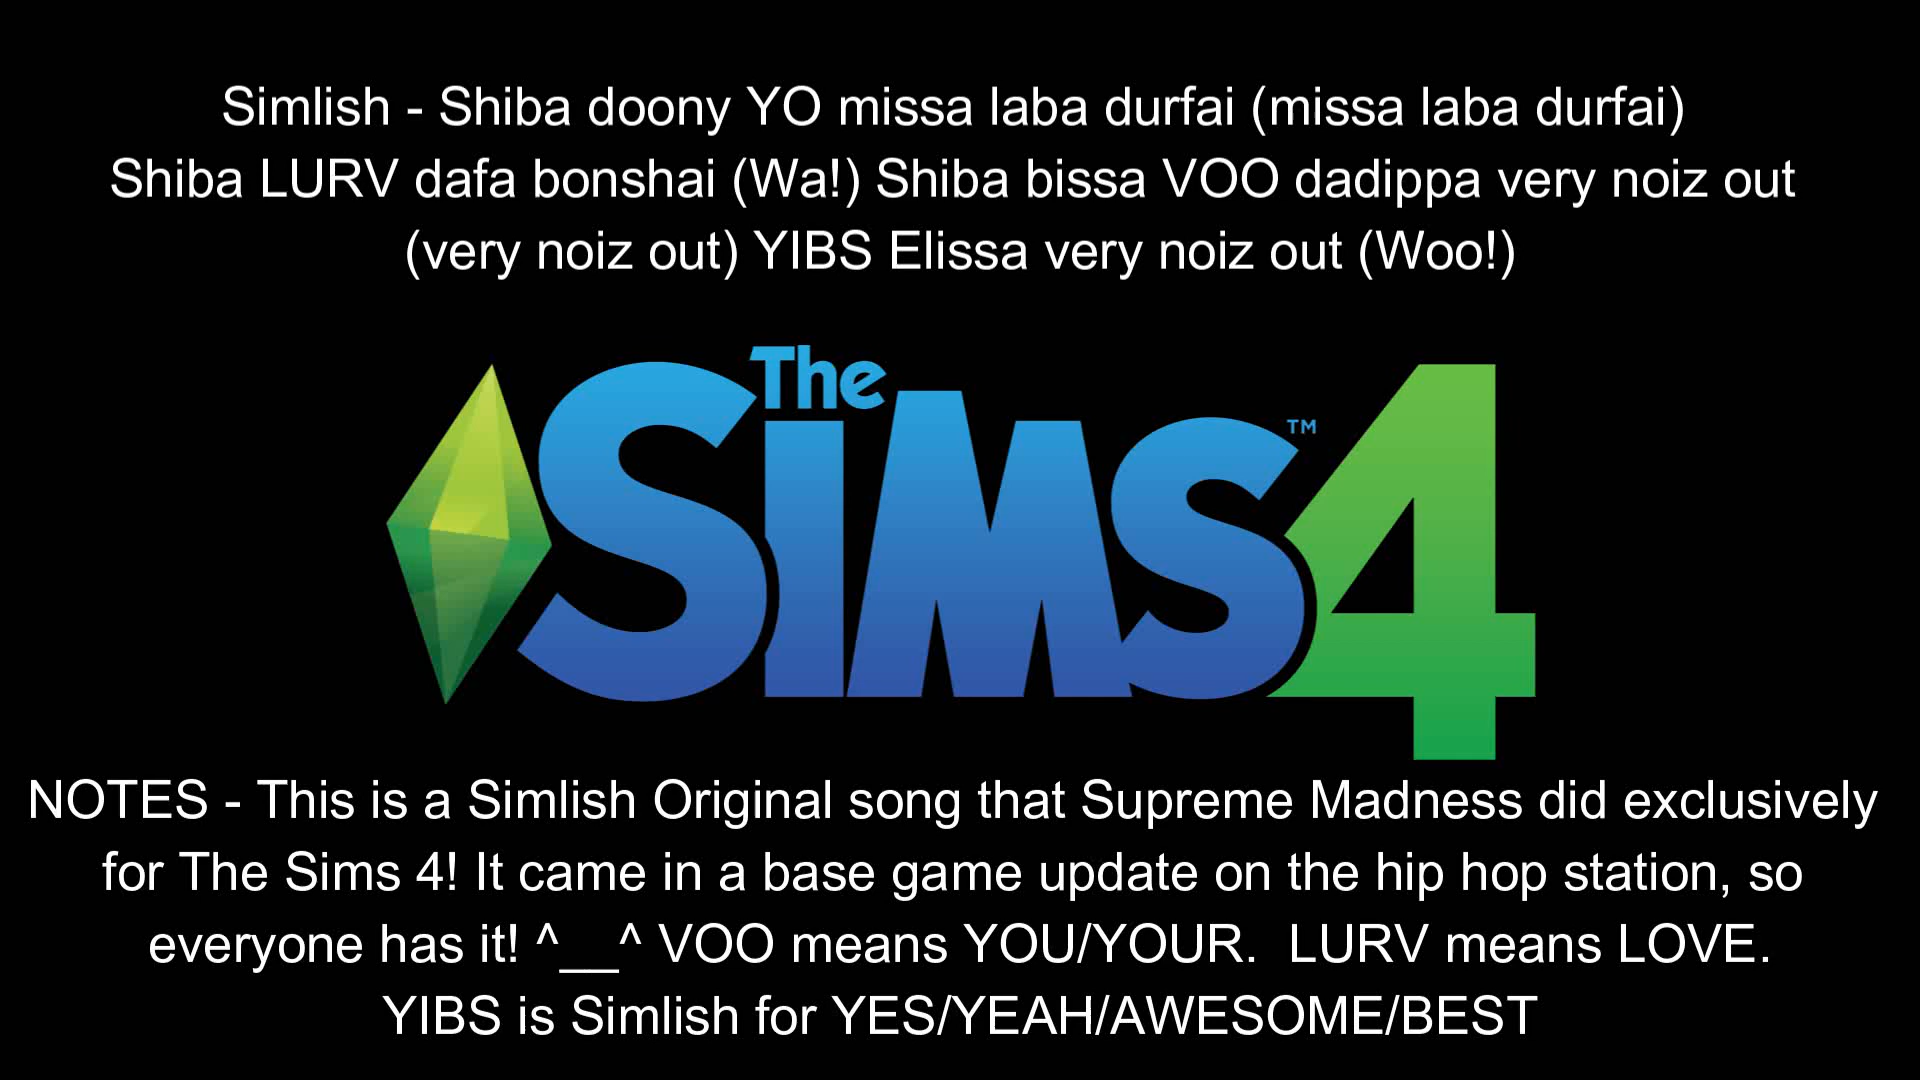 Simlish - Shiba doony YO missa laba durfai (missa laba durfai)
Shiba LURV dafa bonshai (Wa!) Shiba bissa VOO dadippa very noiz out
(very noiz out) YIBS Elissa very noiz out (Woo!)
The
SIMS 4™
NOTES - This is a Simlish Original song that Supreme Madness did exclusively
for The Sims 4! It came in a base game update on the hip hop station, so
everyone has it! ^__^ VOO means YOU/YOUR.  LURV means LOVE.
YIBS is Simlish for YES/YEAH/AWESOME/BEST